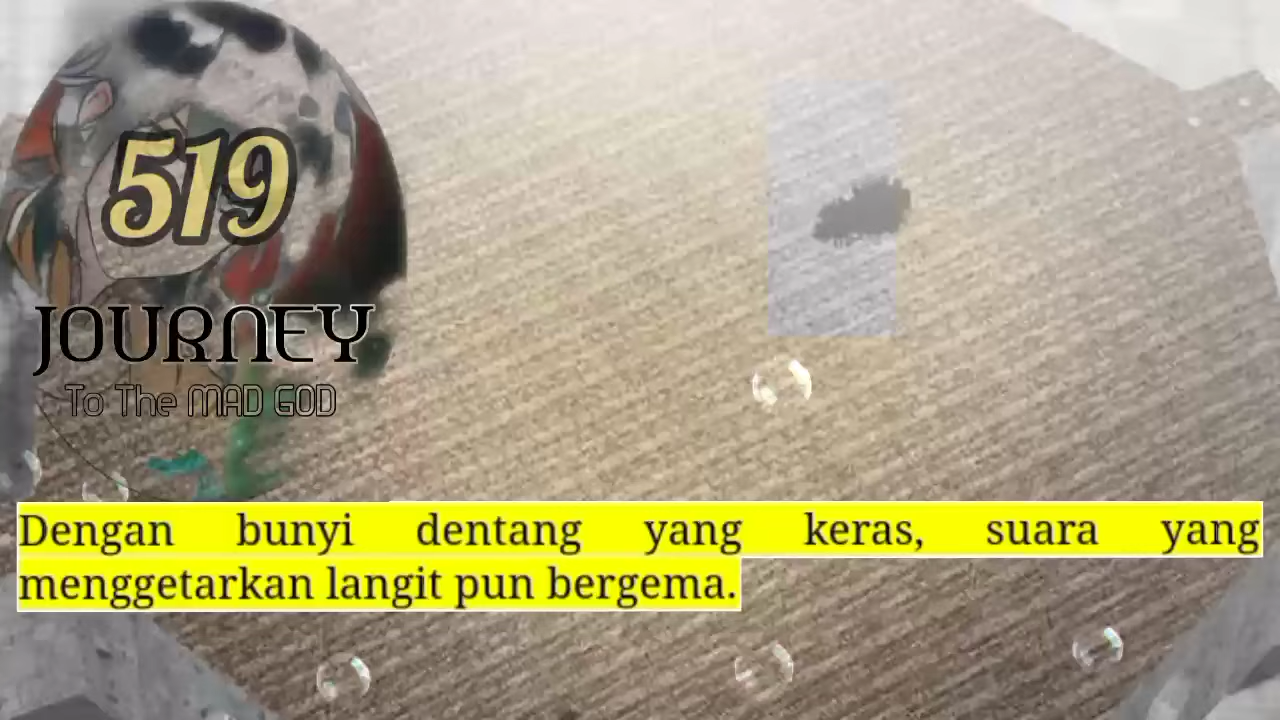 519
JOURNEY
To The MAD GOD
Dengan bunyi dentang yang keras, suara yang
menggetarkan langit pun bergema.